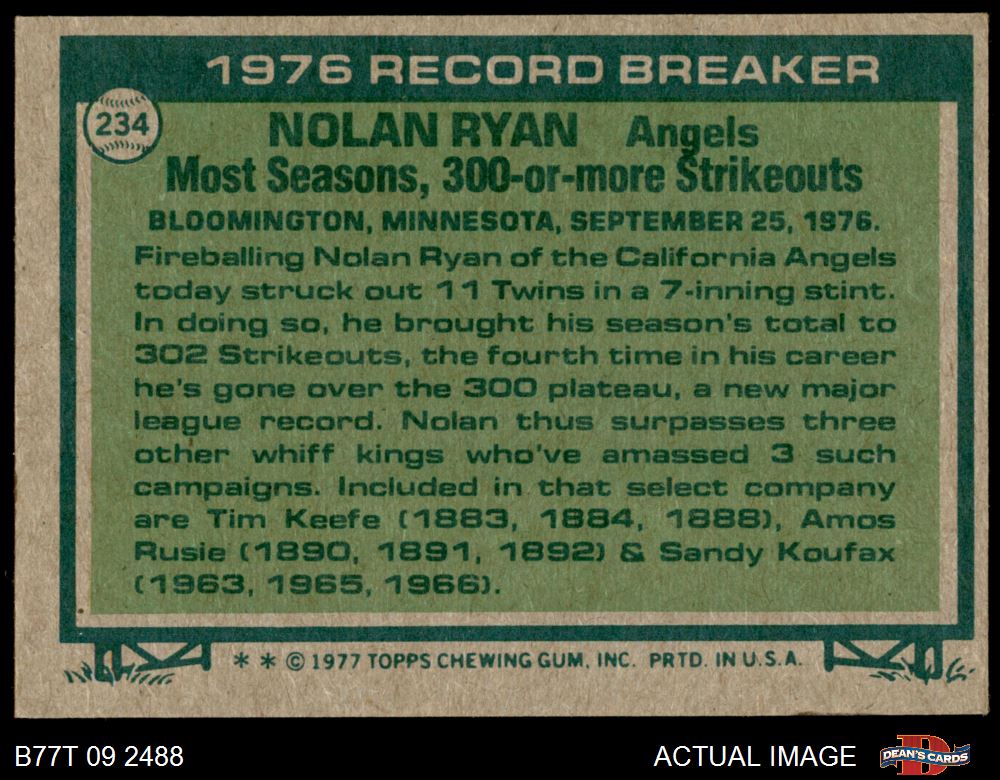 1976 RECORD BREAKER
234
NOLAN RYAN Angels
Most Seasons, 300-or-more Strikeouts
BLOOMINGTON, MINNESOTA, SEPTEMBER 25, 1976.
Fireballing Nolan Ryan of the California Angels
today struck out 11 Twins in a 7-inning stint.
In doing so, he brought his season's total to
302 Strikeouts, the fourth time in his career
he's gone over the 300 plateau, a new major
league record. Nolan thus surpasses three
other whiff kings who've amassed 3 such
campaigns. Included in that select company
are Tim Keefe (1883, 1884, 1888), Amos
Rusie (1890, 1891, 1892) & Sandy Koufax
(1963, 1965, 1966).
* * © 1977 TOPPS CHEWING GUM, INC. PRTD. IN U.S.A.
B77T 09 2488
ACTUAL IMAGE
D
DEAN'S CARDS